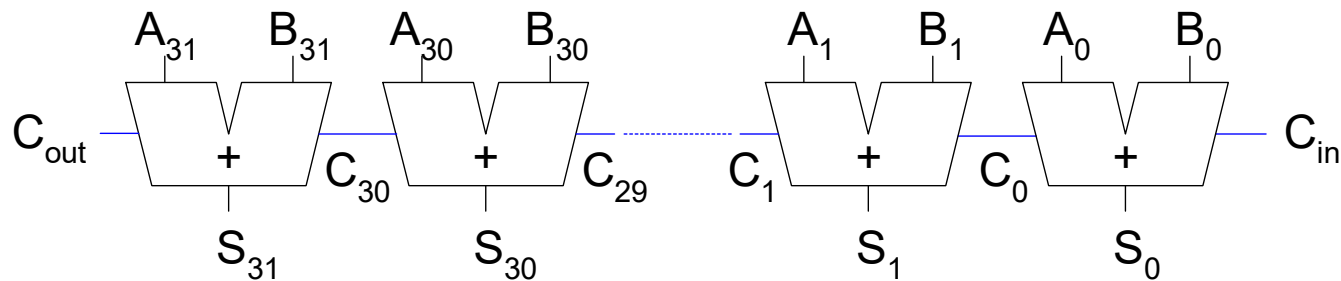 A31 B31 A30 B30 A1 B1 A0 B0
Cout + C30 + C29 C1 + C0 + Cin
S31 S30 S1 S0